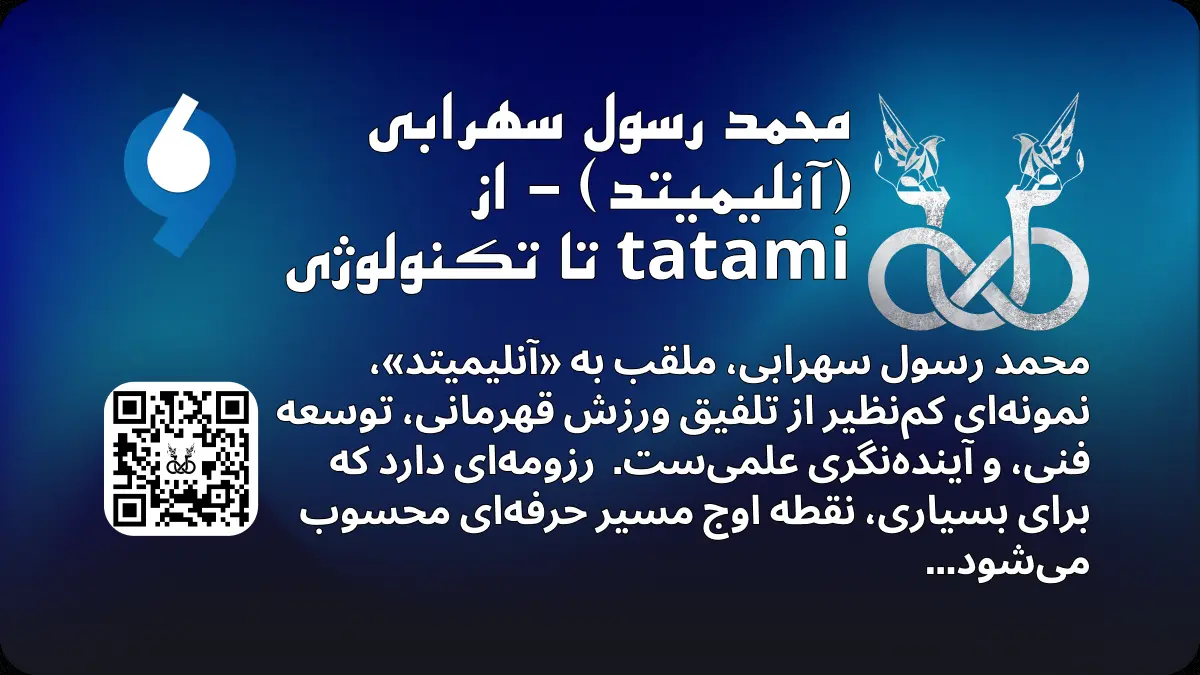 محمد رسول سهرابی
(آنلیمیتد) - از
tatami تا تکنولوژی
محمد رسول سهرابی، ملقب به «آنلیمیتد»،
نمونه‌ای کم‌نظیر از تلفیق ورزش قهرمانی، توسعه
فنی، و آینده‌نگری علمی‌ست. رزومه‌ای دارد که
برای بسیاری، نقطه اوج مسیر حرفه‌ای محسوب
می‌شود...